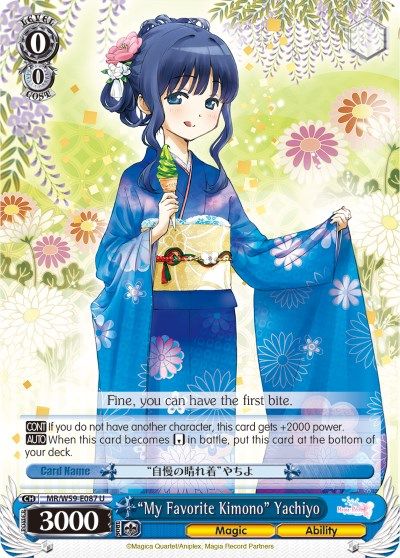 LEVEL
0
0
COST
Fine, you can have the first bite.
CONT If you do not have another character, this card gets +2000 power.
AUTO When this card becomes in battle, put this card at the bottom of
your deck.
Card Name
“自慢の晴れ着”やちよ
CH MR/W59-E087 U
“My Favorite Kimono” Yachiyo
POWER
3000
Magic
Ability
©Magica Quartet/Aniplex, Magia Record Partners